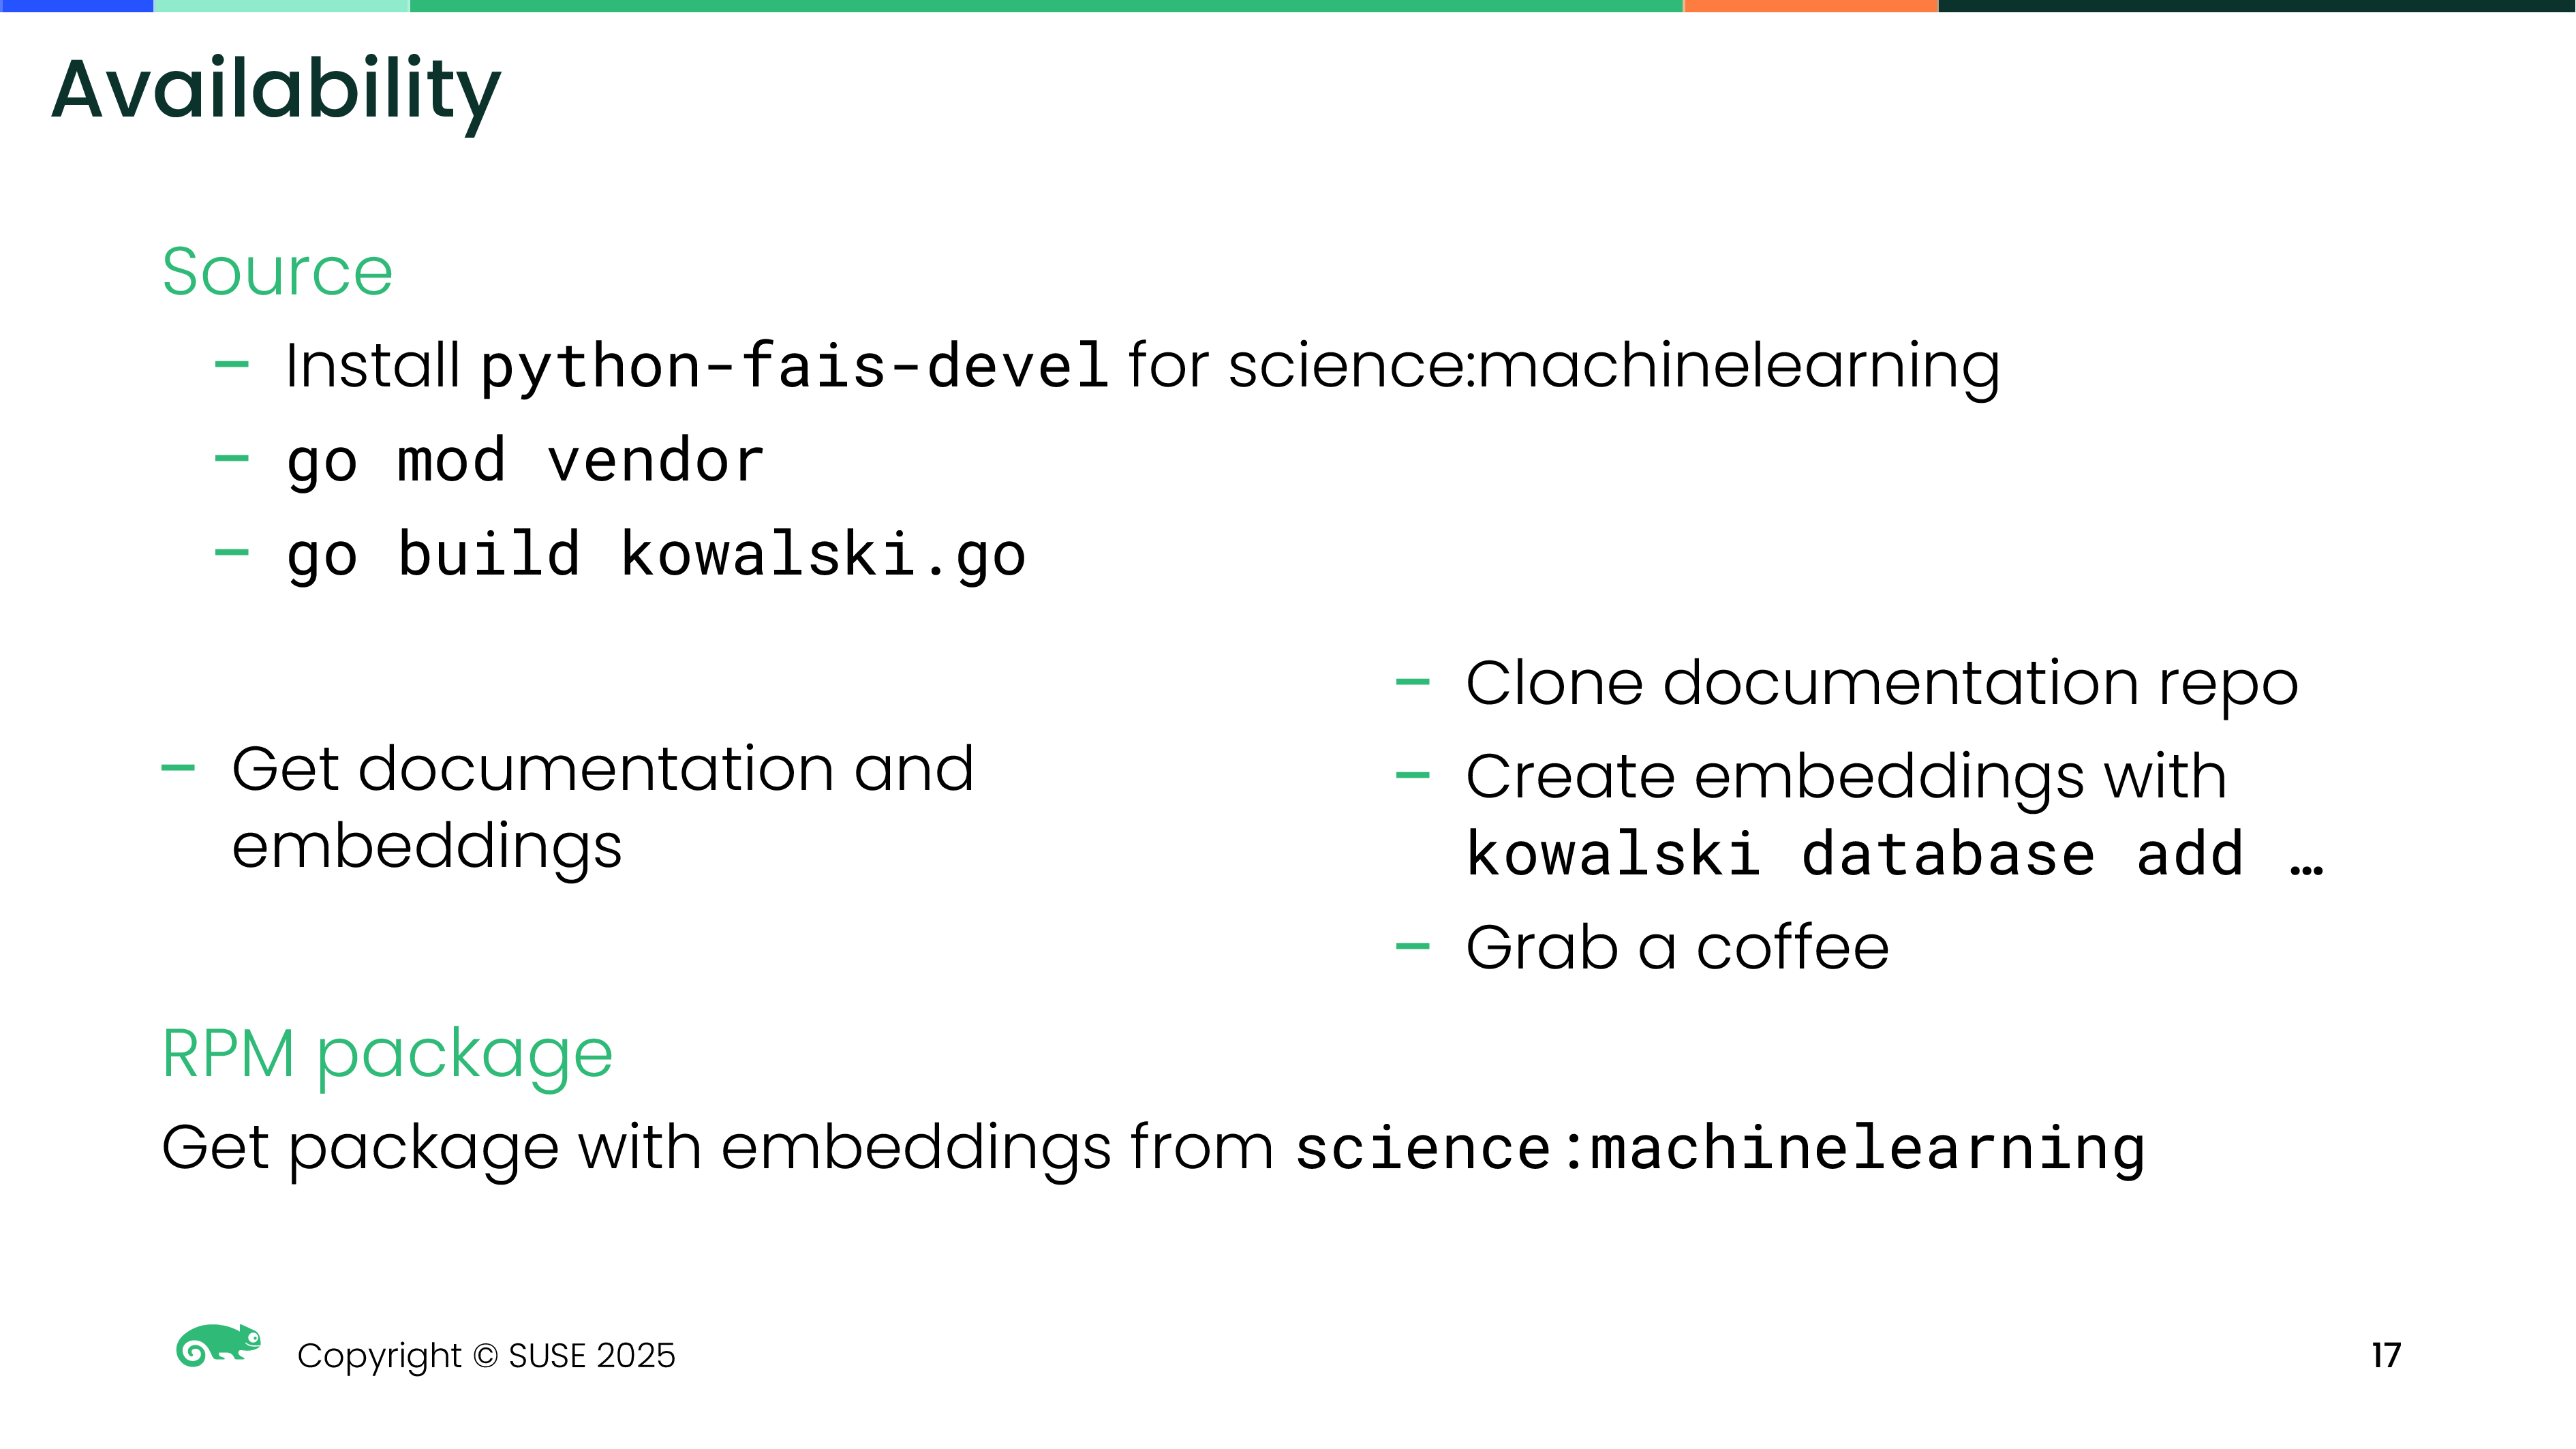 Availability
Source
– Install python-fais-devel for science:machinelearning
– go mod vendor
– go build kowalski.go
– Get documentation and
embeddings
– Clone documentation repo
– Create embeddings with
kowalski database add …
– Grab a coffee
RPM package
Get package with embeddings from science:machinelearning
Copyright © SUSE 2025
17